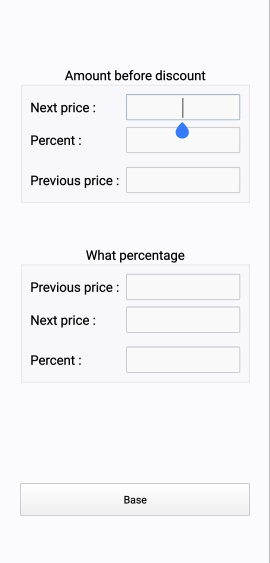 Amount before discount
Next price :
Percent :
Previous price :
What percentage
Previous price :
Next price :
Percent :
Base